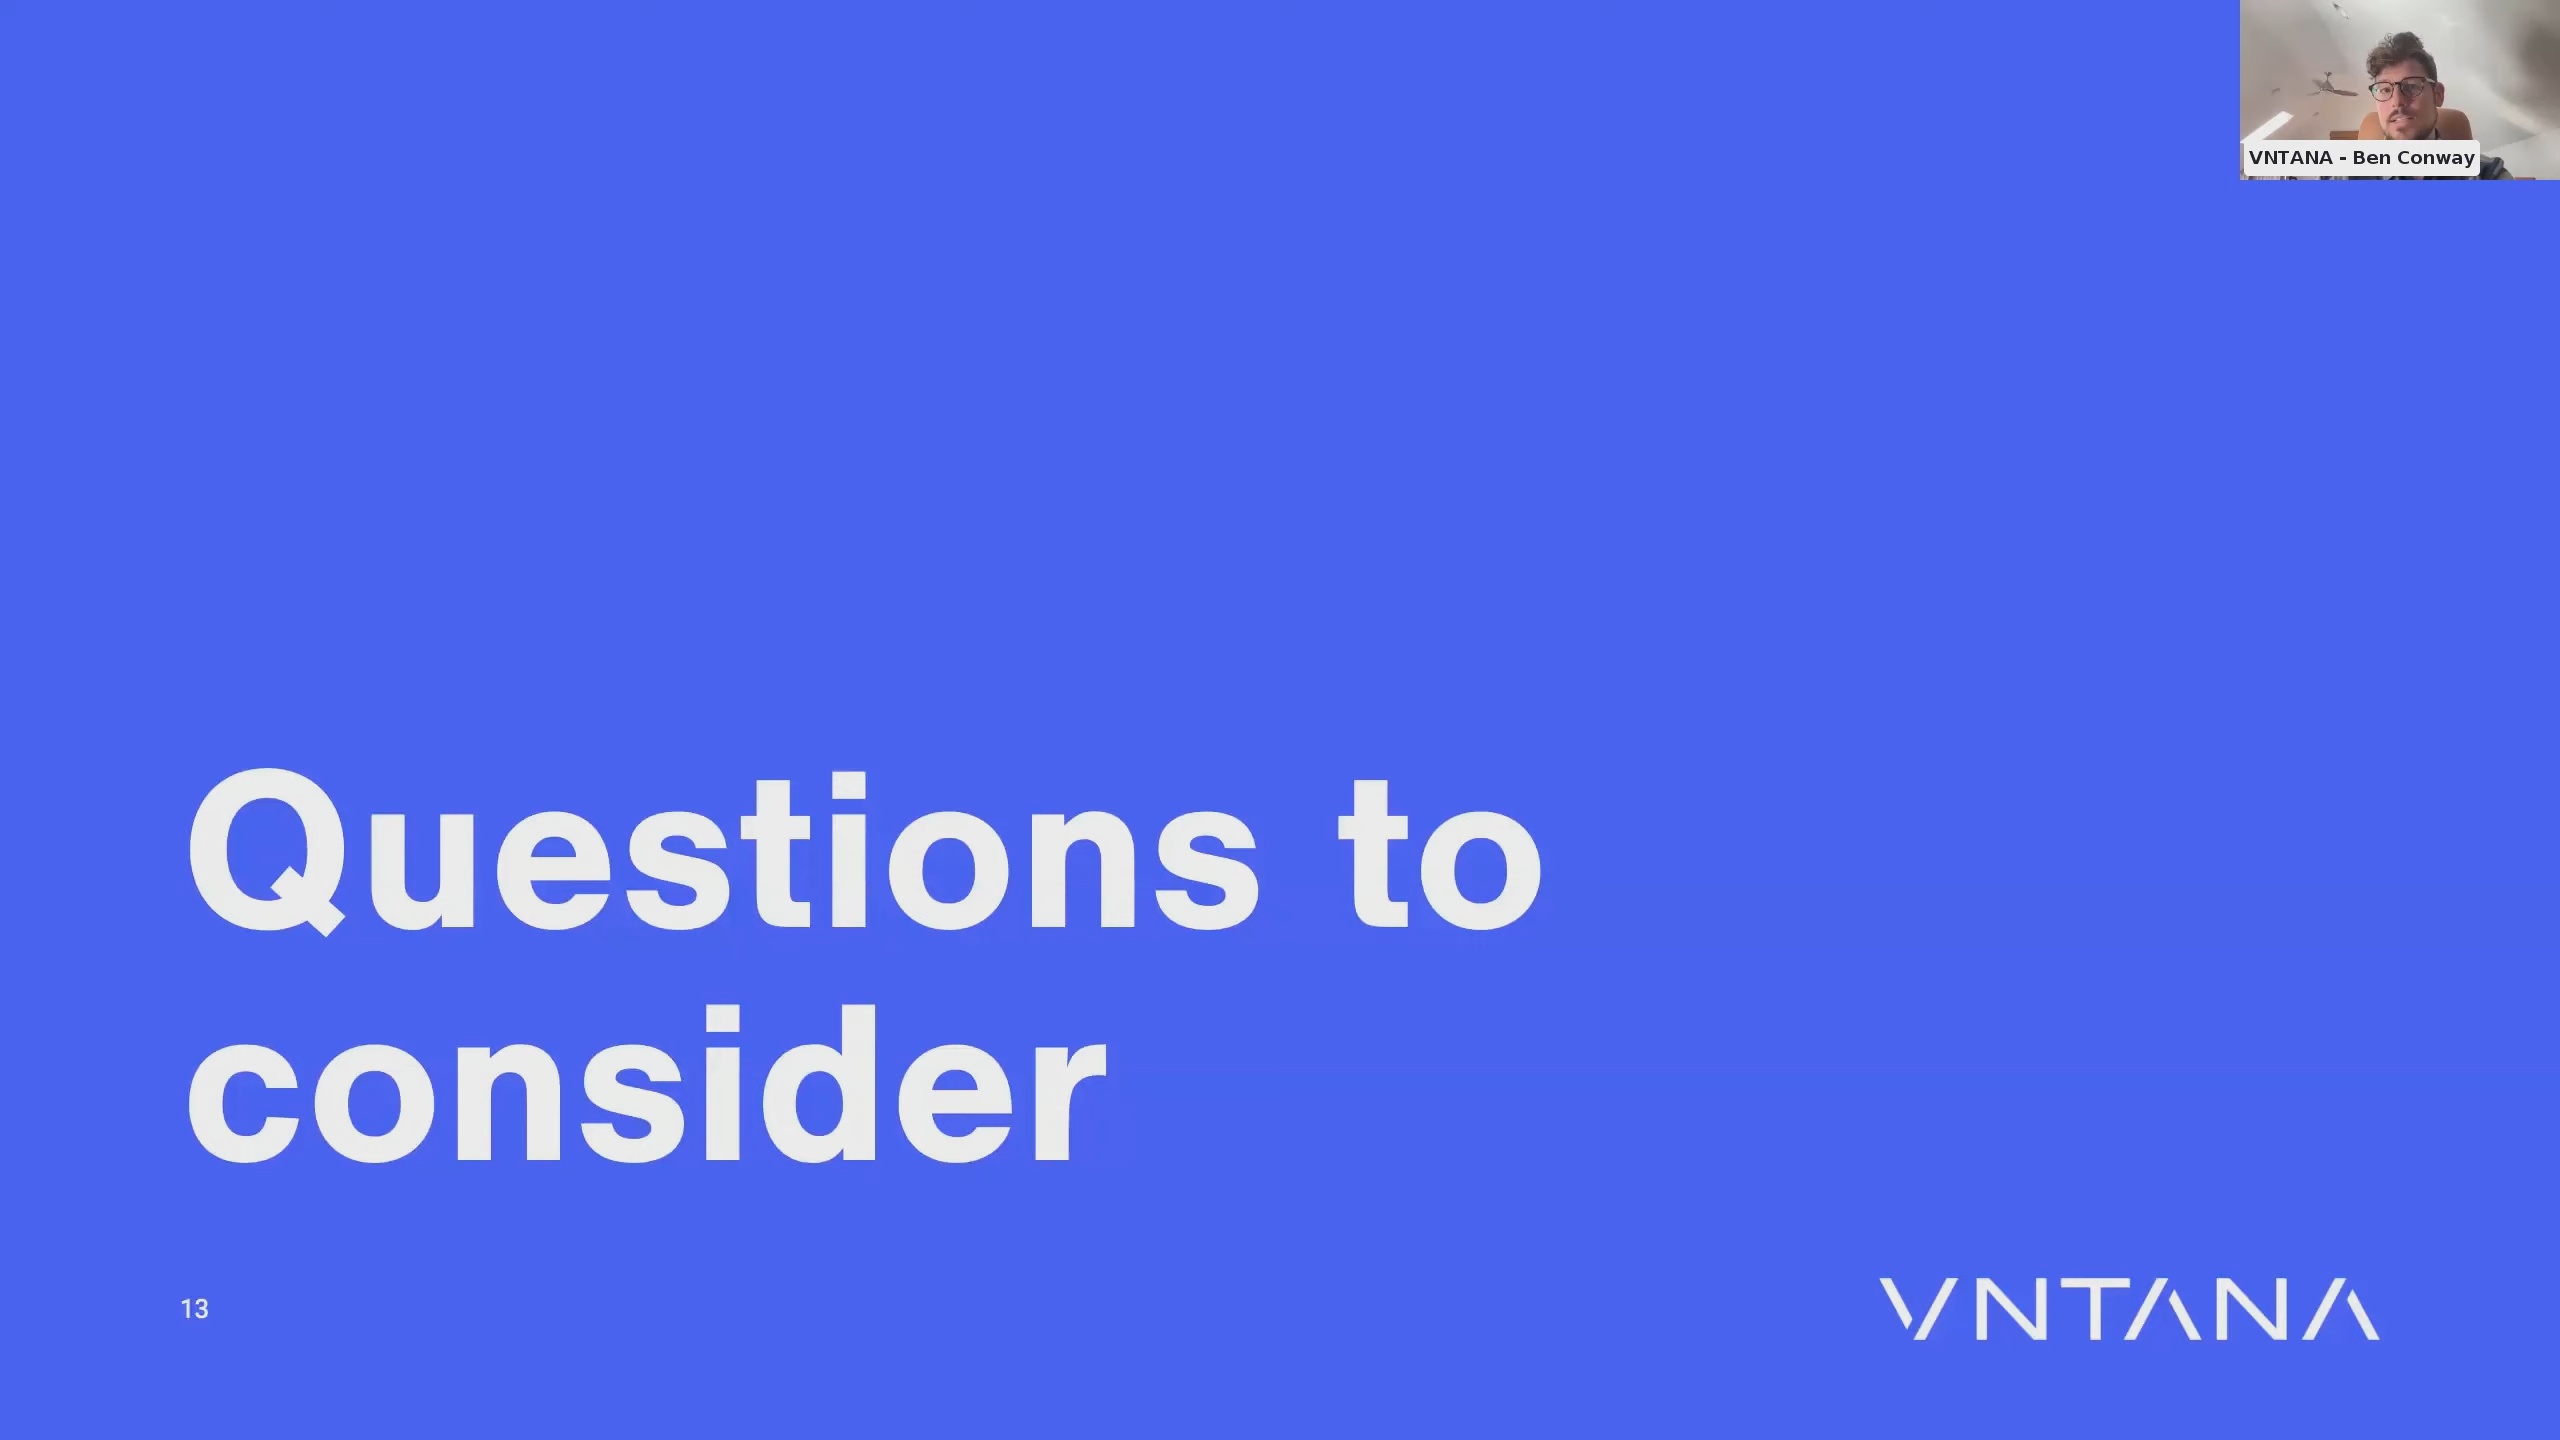 VNTANA - Ben Conway
Questions to
consider
13
VNTANA